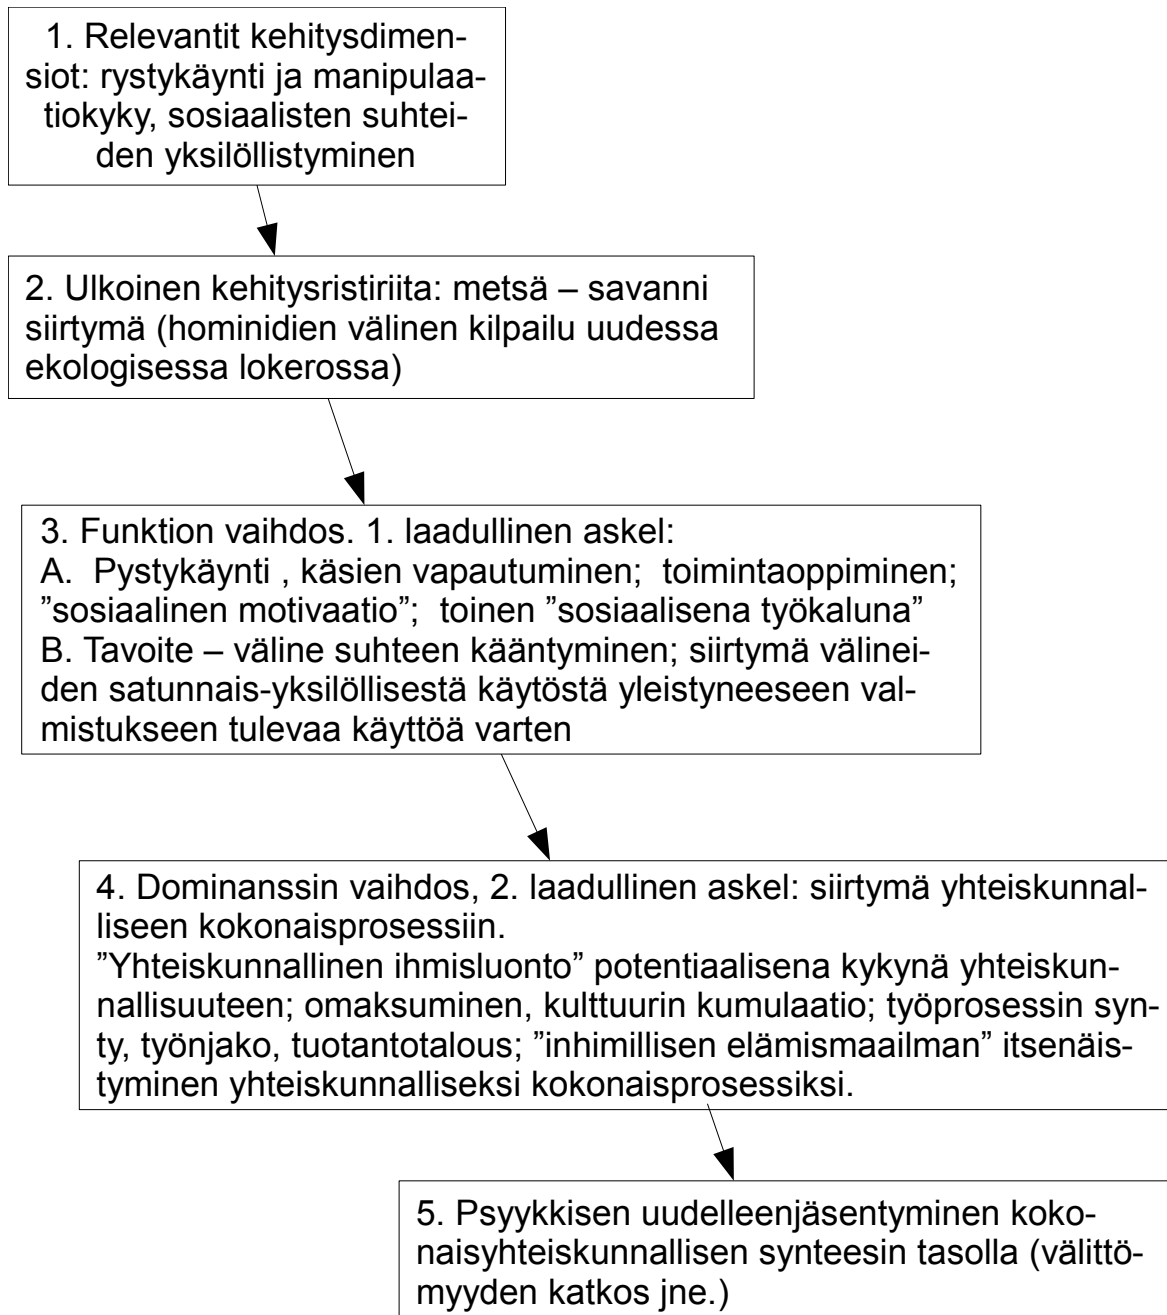 1. Relevantit kehitysdimen-
siot: rystykäynti ja manipulaa-
tiokyky, sosiaalisten suhtei-
den yksilöllistyminen
2. Ulkoinen kehitysristiriita: metsä – savanni
siirtymä (hominidien välinen kilpailu uudessa
ekologisessa lokerossa)
3. Funktion vaihdos. 1. laadullinen askel:
A.  Pystykäynti , käsien vapautuminen;  toimintaoppiminen;
”sosiaalinen motivaatio”;  toinen ”sosiaalisena työkaluna”
B. Tavoite – väline suhteen kääntyminen; siirtymä välinei-
den satunnais-yksilöllisestä käytöstä yleistyneeseen val-
mistukseen tulevaa käyttöä varten
4. Dominanssin vaihdos, 2. laadullinen askel: siirtymä yhteiskunnal-
liseen kokonaisprosessiin.
”Yhteiskunnallinen ihmisluonto” potentiaalisena kykynä yhteiskun-
nallisuuteen; omaksuminen, kulttuurin kumulaatio; työprosessin syn-
ty, työnjako, tuotantotalous; ”inhimillisen elämismaailman” itsenäis-
tyminen yhteiskunnalliseksi kokonaisprosessiksi.
5. Psyykkisen uudelleenjäsentyminen koko-
naisyhteiskunnallisen synteesin tasolla (välittö-
myyden katkos jne.)